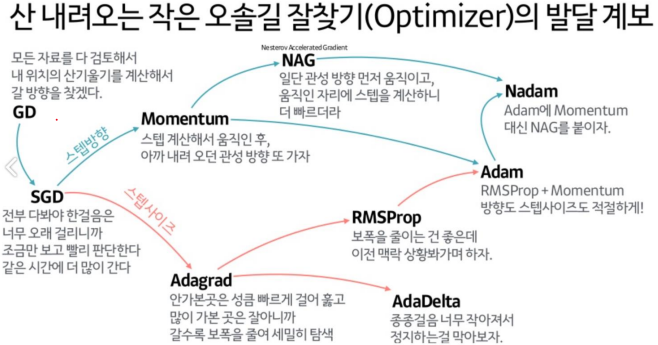 산 내려오는 작은 오솔길 잘찾기(Optimizer)의 발달 계보
모든 자료를 다 검토해서
내 위치의 산기울기를 계산해서
갈 방향을 찾겠다.
GD
Nesterov Accelerated Gradient
NAG
일단 관성 방향 먼저 움직이고,
움직인 자리에 스텝을 계산하니
더 빠르더라
Nadam
Adam에 Momentum
대신 NAG를 붙이자.
Momentum
스텝 계산해서 움직인 후,
아까 내려 오던 관성 방향 또 가자
스텝방향
Adam
RMSProp + Momentum
방향도 스텝사이즈도 적절하게!
SGD
전부 다봐야 한걸음은
너무 오래 걸리니까
조금만 보고 빨리 판단한다
같은 시간에 더 많이 간다
스텝사이즈
RMSProp
보폭을 줄이는 건 좋은데
이전 맥락 상황봐가며 하자.
Adagrad
안가본곳은 성큼 빠르게 걸어 훑고
많이 가본 곳은 잘아니까
갈수록 보폭을 줄여 세밀히 탐색
AdaDelta
종종걸음 너무 작아져서
정지하는걸 막아보자.